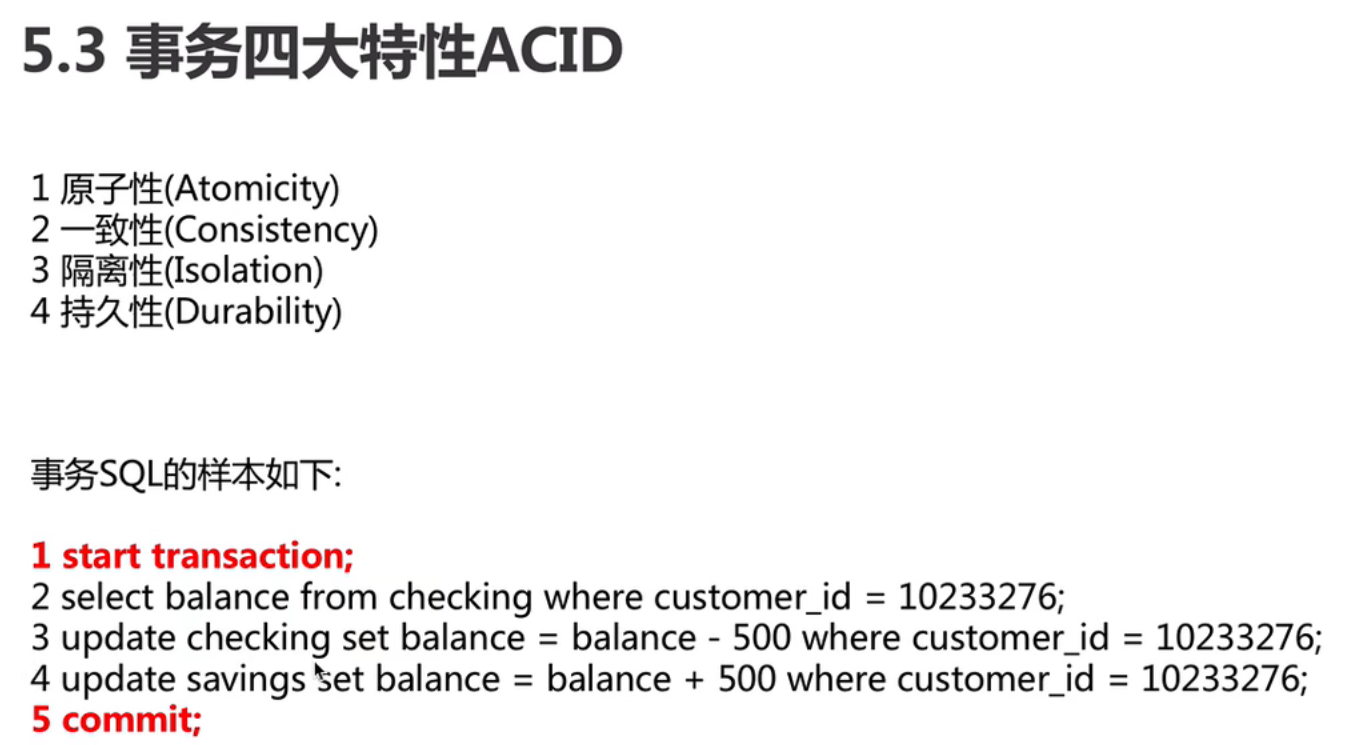 5.3 事务四大特性ACID
1 原子性(Atomicity)
2 一致性(Consistency)
3 隔离性(Isolation)
4 持久性(Durability)
事务SQL的样本如下:
1 start transaction;
2 select balance from checking where customer_id = 10233276;
3 update checking set balance = balance - 500 where customer_id = 10233276;
4 update savings set balance = balance + 500 where customer_id = 10233276;
5 commit;